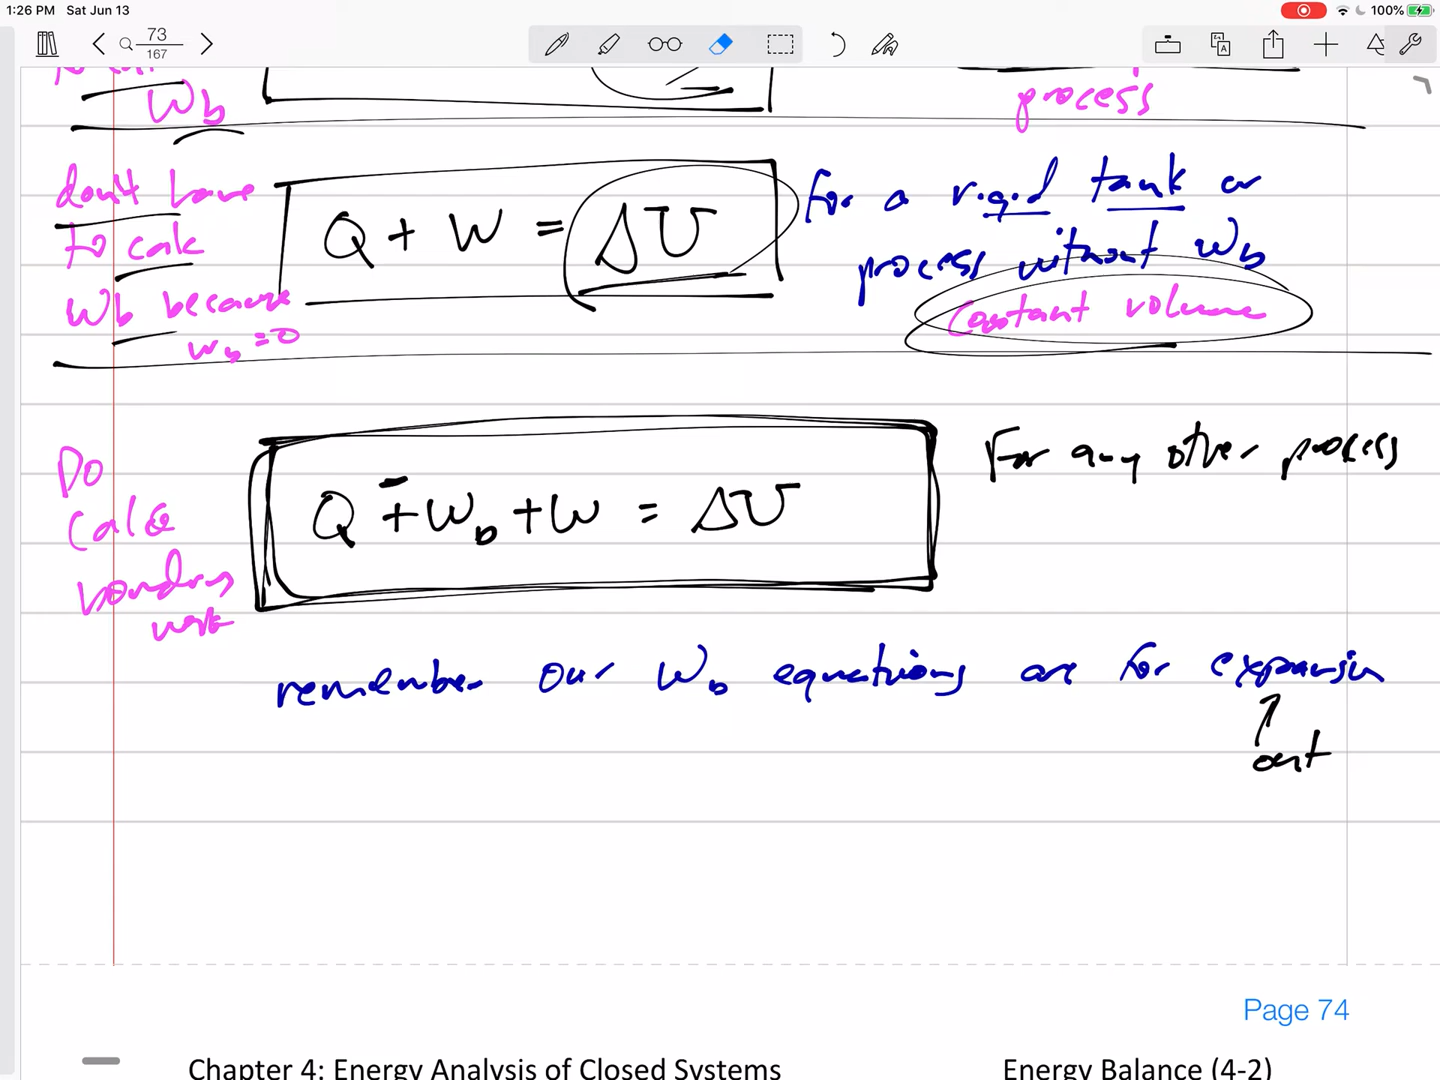 1:26 PM Sat Jun 13
100%
73
167
Wb
process
don't have
to calc
Wb because
Wb = 0
Q + W = ΔU
for a rigid tank or
process without Wb
constant volume
Do
calc
boundary
work
Q ∓ Wb + W = ΔU
For any other process
remember our Wb equations are for expansion
↑
out
Page 74
Chapter 4: Energy Analysis of Closed Systems
Energy Balance (4-2)